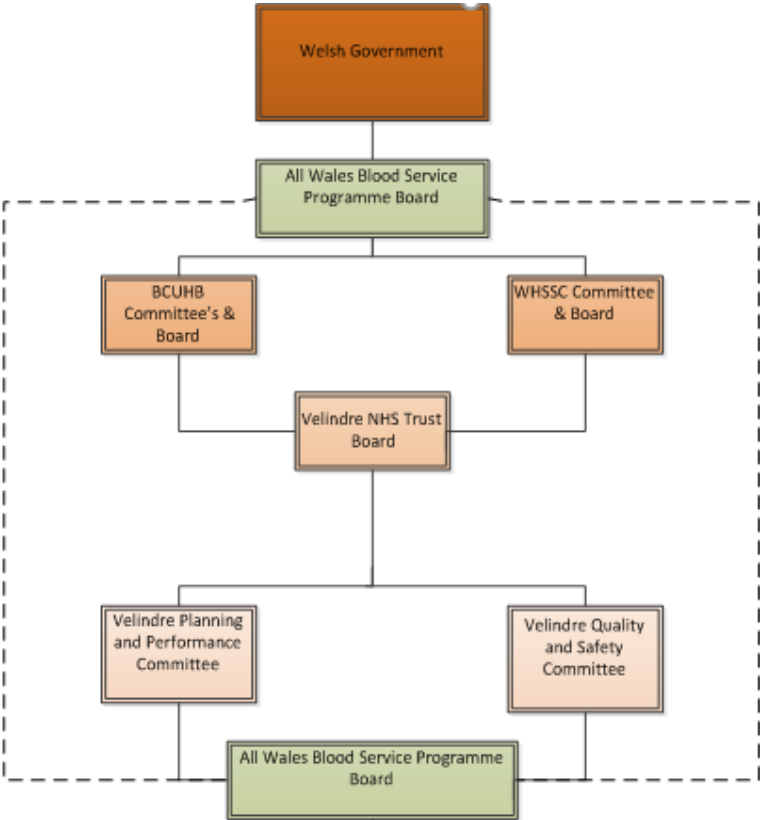 Welsh Government
All Wales Blood Service
Programme Board
BCUHB
Committee's &
Board
WHSSC Committee
& Board
Velindre NHS Trust
Board
Velindre Planning
and Performance
Committee
Velindre Quality
and Safety
Committee
All Wales Blood Service Programme
Board